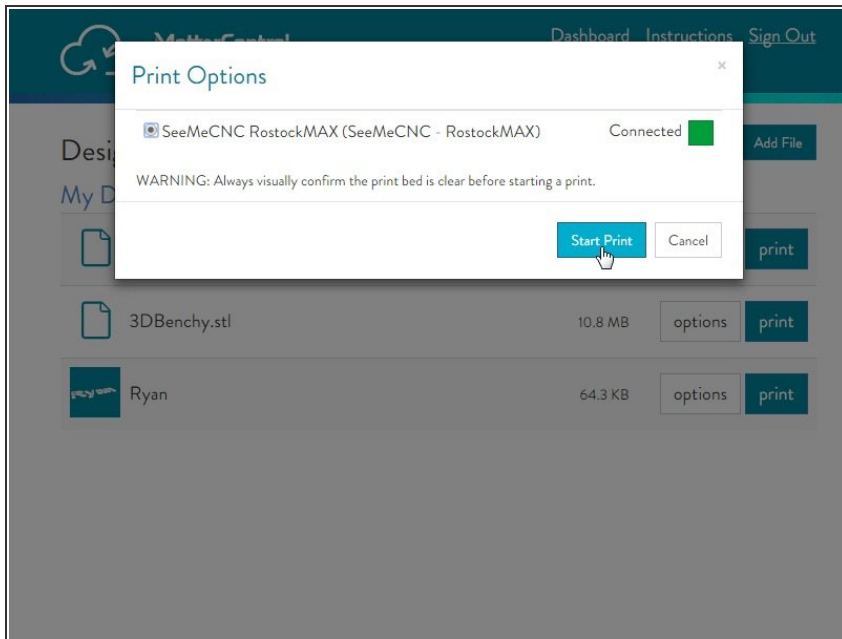 Dashboard Instructions Sign Out
Print Options
×
SeeMeCNC RostockMAX (SeeMeCNC - RostockMAX) Connected
Add File
WARNING: Always visually confirm the print bed is clear before starting a print.
My D
Start Print Cancel
print
3DBenchy.stl 10.8 MB options print
Ryan 64.3 KB options print